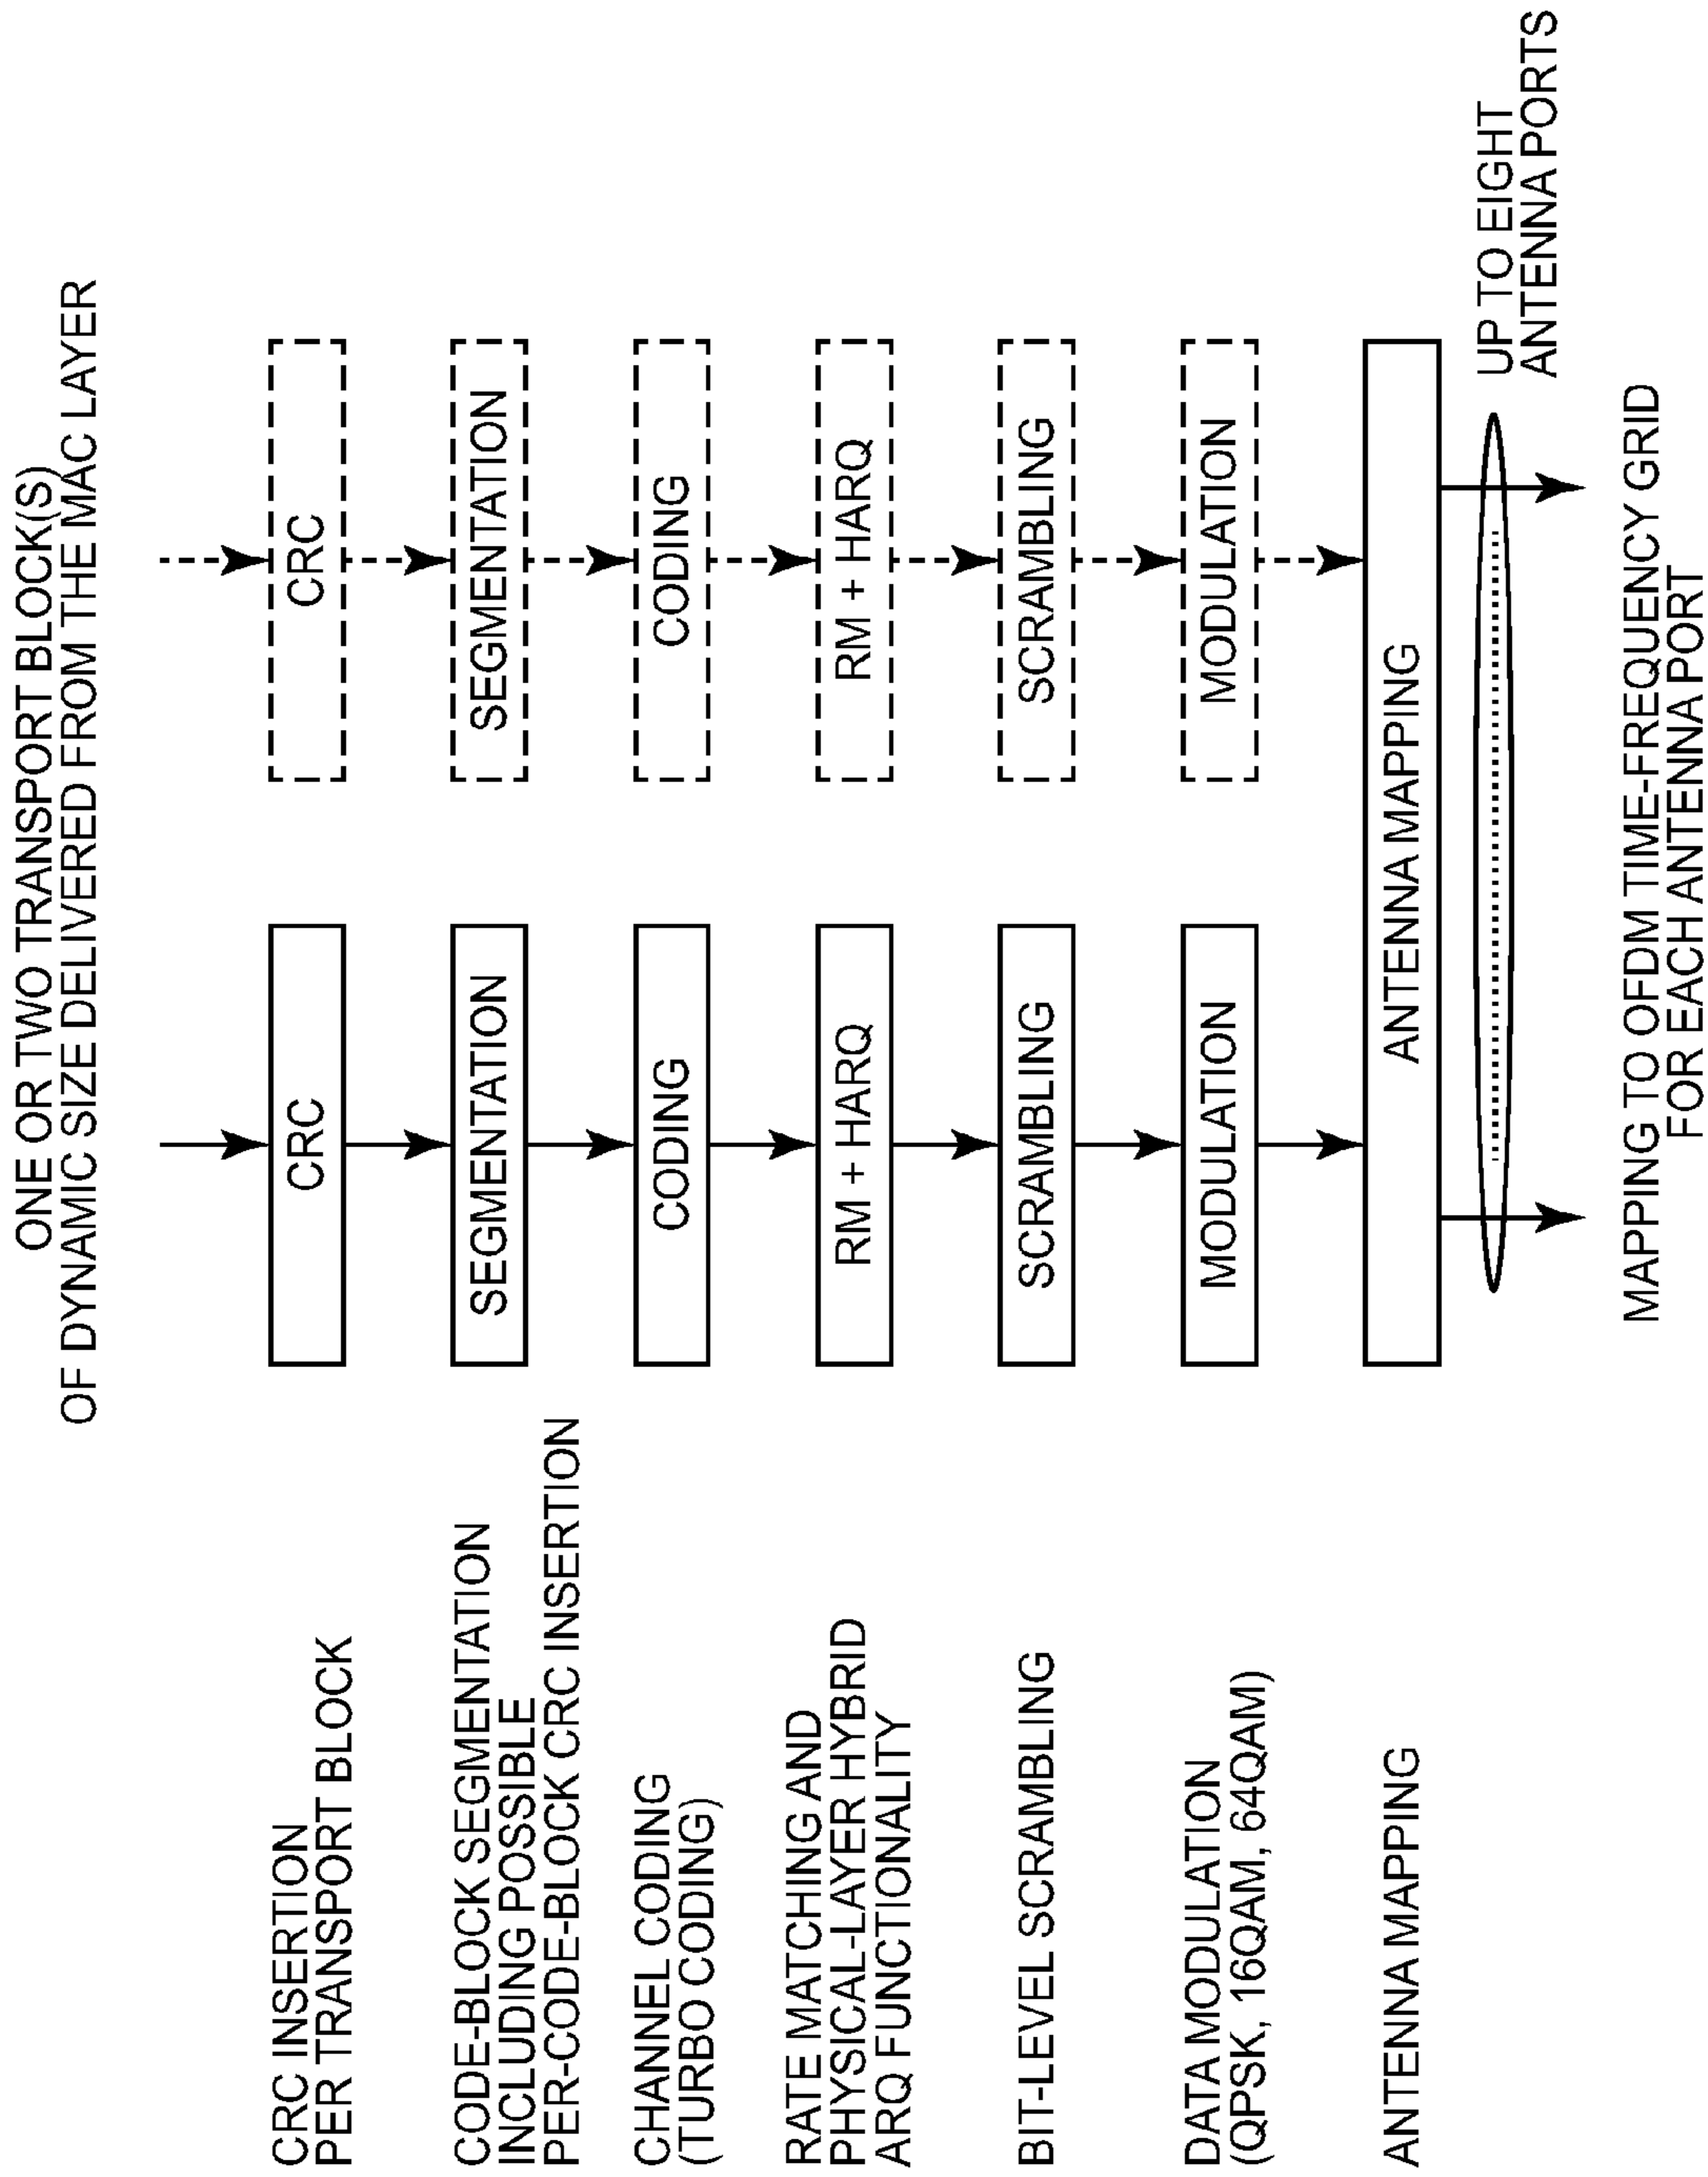 ONE OR TWO TRANSPORT BLOCK(S)
OF DYNAMIC SIZE DELIVERED FROM THE MAC LAYER
CRC INSERTION
PER TRANSPORT BLOCK
CRC
CRC
CODE-BLOCK SEGMENTATION
INCLUDING POSSIBLE
PER-CODE-BLOCK CRC INSERTION
SEGMENTATION
SEGMENTATION
CHANNEL CODING
(TURBO CODING)
CODING
CODING
RATE MATCHING AND
PHYSICAL-LAYER HYBRID
ARQ FUNCTIONALITY
RM + HARQ
RM + HARQ
BIT-LEVEL SCRAMBLING
SCRAMBLING
SCRAMBLING
DATA MODULATION
(QPSK, 16QAM, 64QAM)
MODULATION
MODULATION
ANTENNA MAPPING
ANTENNA MAPPING
UP TO EIGHT
ANTENNA PORTS
MAPPING TO OFDM TIME-FREQUENCY GRID
FOR EACH ANTENNA PORT